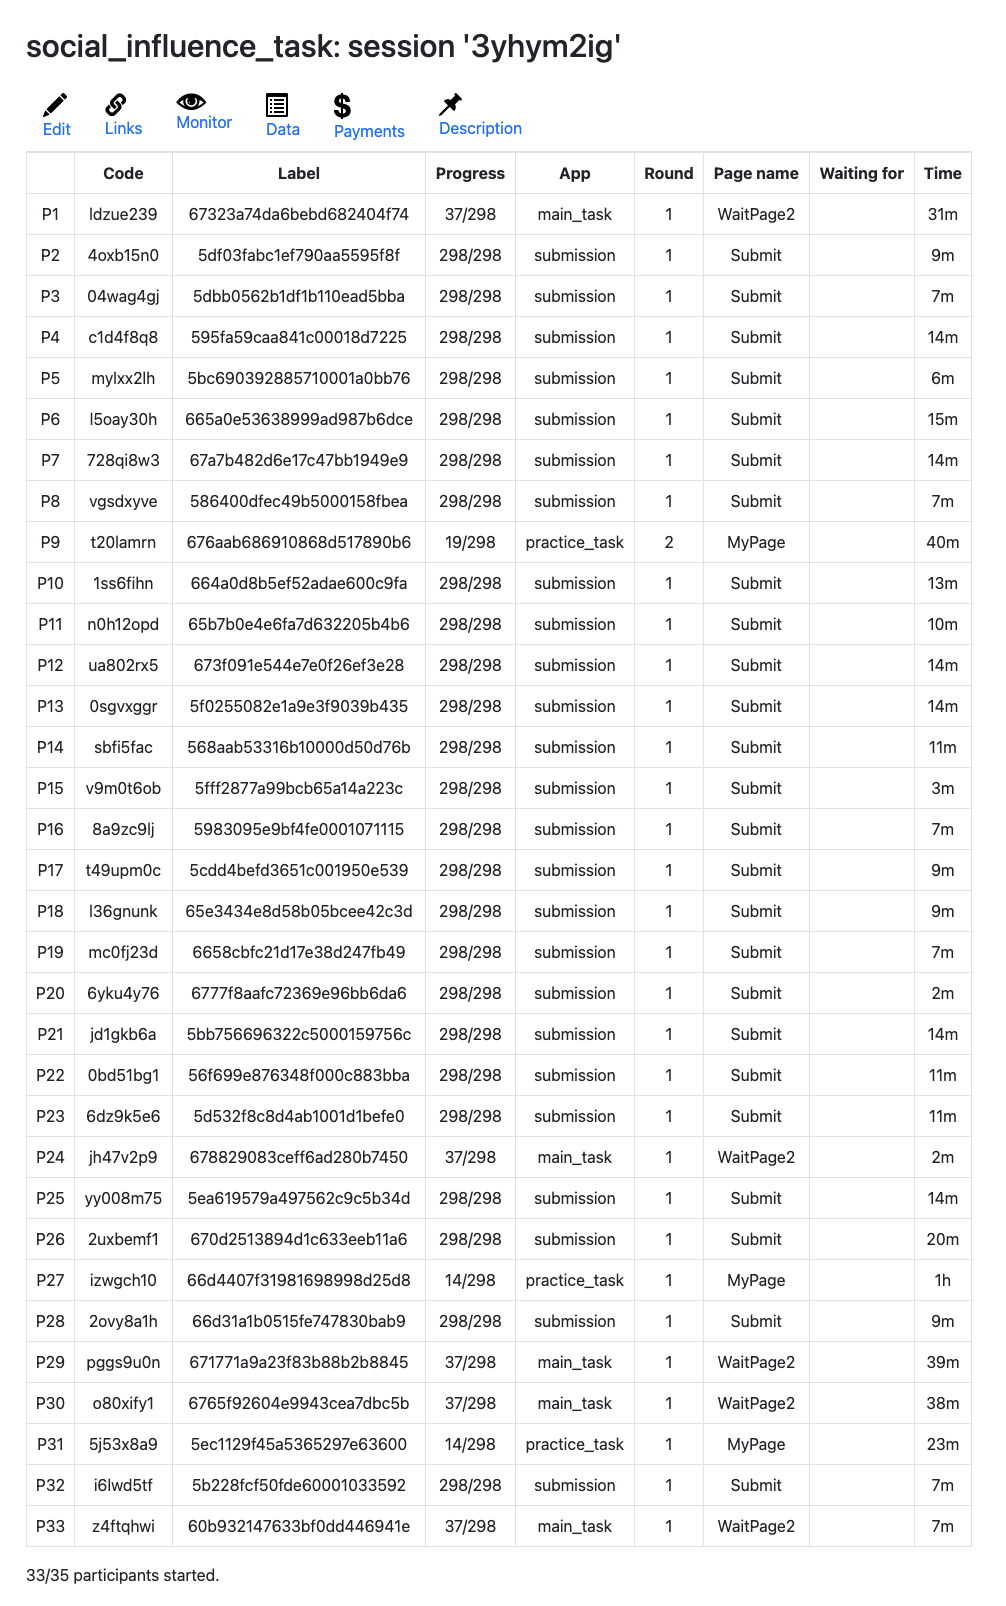 social_influence_task: session '3yhym2ig'
Edit Links Monitor Data Payments Description
Code Label Progress App Round Page name Waiting for Time
P1 ldzue239 67323a74da6bebd682404f74 37/298 main_task 1 WaitPage2 31m
P2 4oxb15n0 5df03fabc1ef790aa5595f8f 298/298 submission 1 Submit 9m
P3 04wag4gj 5dbb0562b1df1b110ead5bba 298/298 submission 1 Submit 7m
P4 c1d4f8q8 595fa59caa841c00018d7225 298/298 submission 1 Submit 14m
P5 mylxx2lh 5bc690392885710001a0bb76 298/298 submission 1 Submit 6m
P6 l5oay30h 665a0e53638999ad987b6dce 298/298 submission 1 Submit 15m
P7 728qi8w3 67a7b482d6e17c47bb1949e9 298/298 submission 1 Submit 14m
P8 vgsdxyve 586400dfec49b5000158fbea 298/298 submission 1 Submit 7m
P9 t20lamrn 676aab686910868d517890b6 19/298 practice_task 2 MyPage 40m
P10 1ss6fihn 664a0d8b5ef52adae600c9fa 298/298 submission 1 Submit 13m
P11 n0h12opd 65b7b0e4e6fa7d632205b4b6 298/298 submission 1 Submit 10m
P12 ua802rx5 673f091e544e7e0f26ef3e28 298/298 submission 1 Submit 14m
P13 0sgvxggr 5f0255082e1a9e3f9039b435 298/298 submission 1 Submit 14m
P14 sbfi5fac 568aab53316b10000d50d76b 298/298 submission 1 Submit 11m
P15 v9m0t6ob 5fff2877a99bcb65a14a223c 298/298 submission 1 Submit 3m
P16 8a9zc9lj 5983095e9bf4fe0001071115 298/298 submission 1 Submit 7m
P17 t49upm0c 5cdd4befd3651c001950e539 298/298 submission 1 Submit 9m
P18 l36gnunk 65e3434e8d58b05bcee42c3d 298/298 submission 1 Submit 9m
P19 mc0fj23d 6658cbfc21d17e38d247fb49 298/298 submission 1 Submit 7m
P20 6yku4y76 6777f8aafc72369e96bb6da6 298/298 submission 1 Submit 2m
P21 jd1gkb6a 5bb756696322c5000159756c 298/298 submission 1 Submit 14m
P22 0bd51bg1 56f699e876348f000c883bba 298/298 submission 1 Submit 11m
P23 6dz9k5e6 5d532f8c8d4ab1001d1befe0 298/298 submission 1 Submit 11m
P24 jh47v2p9 678829083ceff6ad280b7450 37/298 main_task 1 WaitPage2 2m
P25 yy008m75 5ea619579a497562c9c5b34d 298/298 submission 1 Submit 14m
P26 2uxbemf1 670d2513894d1c633eeb11a6 298/298 submission 1 Submit 20m
P27 izwgch10 66d4407f31981698998d25d8 14/298 practice_task 1 MyPage 1h
P28 2ovy8a1h 66d31a1b0515fe747830bab9 298/298 submission 1 Submit 9m
P29 pggs9u0n 671771a9a23f83b88b2b8845 37/298 main_task 1 WaitPage2 39m
P30 o80xify1 6765f92604e9943cea7dbc5b 37/298 main_task 1 WaitPage2 38m
P31 5j53x8a9 5ec1129f45a5365297e63600 14/298 practice_task 1 MyPage 23m
P32 i6lwd5tf 5b228fcf50fde60001033592 298/298 submission 1 Submit 7m
P33 z4ftqhwi 60b932147633bf0dd446941e 37/298 main_task 1 WaitPage2 7m
33/35 participants started.